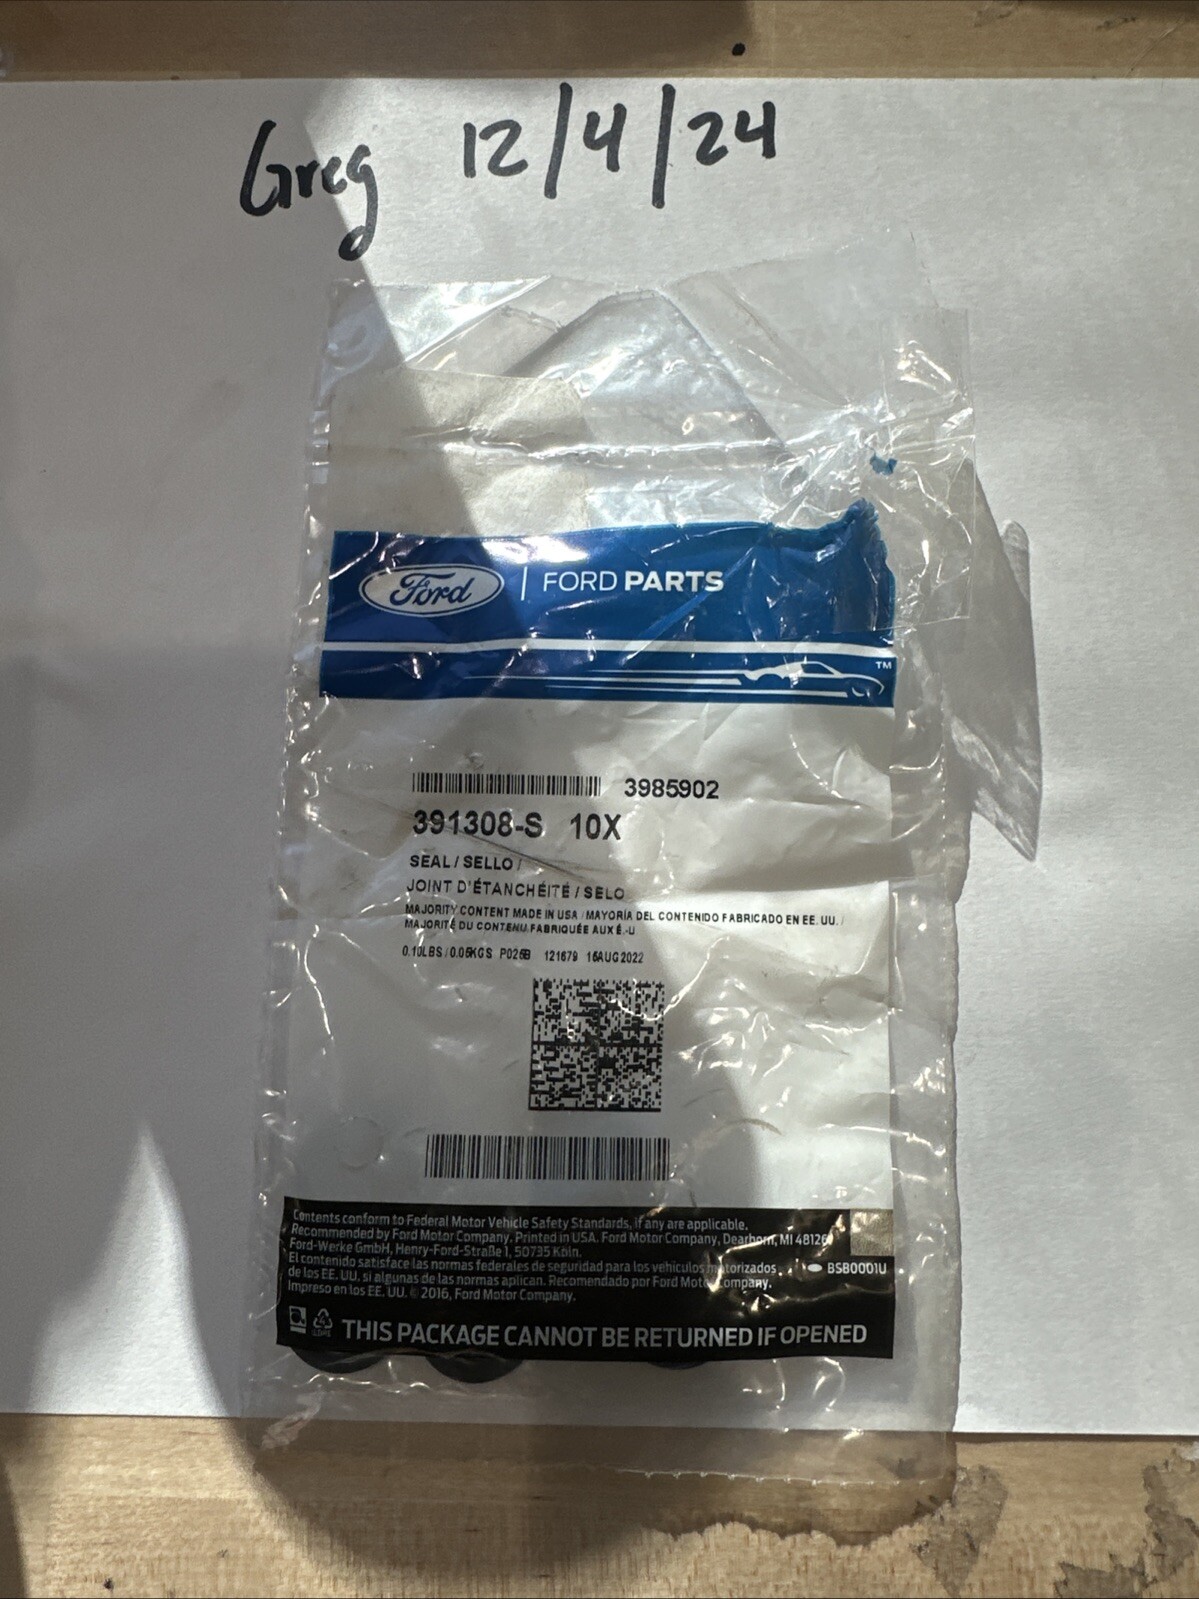 Greg 12/4/24
Ford | FORD PARTS
TM
3985902
391308-S 10X
SEAL / SELLO /
JOINT D'ÉTANCHÉITÉ / SELO
MAJORITY CONTENT MADE IN USA / MAYORÍA DEL CONTENIDO FABRICADO EN EE. UU. /
MAJORITÉ DU CONTENU FABRIQUÉE AUX É.-U
0.10LBS/0.05KGS P025B 121679 16AUG2022
Contents conform to Federal Motor Vehicle Safety Standards, if any are applicable.
Recommended by Ford Motor Company. Printed in USA. Ford Motor Company, Dearborn, MI 48126
Ford-Werke GmbH, Henry-Ford-Straße 1, 50735 Köln.
El contenido satisface las normas federales de seguridad para los vehículos motorizados
BSB0001U
de los EE. UU. si algunas de las normas aplican. Recomendado por Ford Motor Company.
Impreso en los EE. UU. © 2016, Ford Motor Company.
THIS PACKAGE CANNOT BE RETURNED IF OPENED